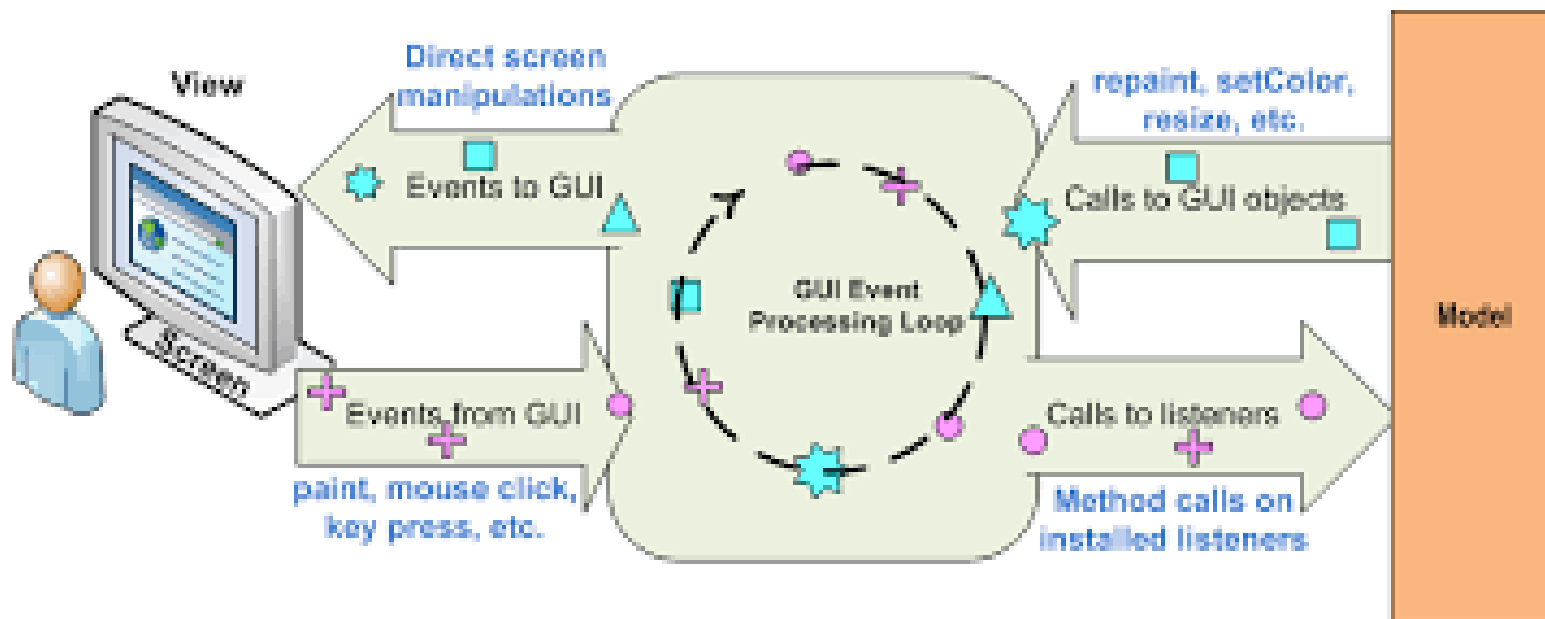 View
Direct screen
manipulations
Events to GUI
repaint, setColor,
resize, etc.
Calls to GUI objects
GUI Event
Processing Loop
Model
Screen
Events from GUI
paint, mouse click,
key press, etc.
Calls to listeners
Method calls on
installed listeners